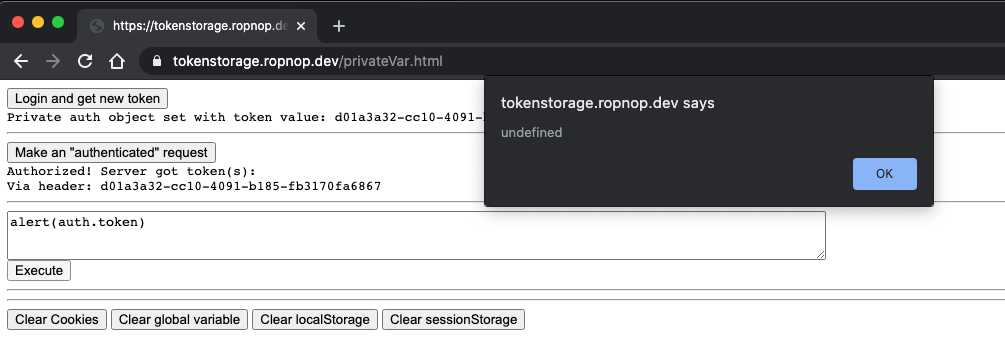 https://tokenstorage.ropnop.de
tokenstorage.ropnop.dev/privateVar.html
tokenstorage.ropnop.dev says
undefined
OK
Login and get new token
Private auth object set with token value: d01a3a32-cc10-4091-
Make an "authenticated" request
Authorized! Server got token(s):
Via header: d01a3a32-cc10-4091-b185-fb3170fa6867
alert(auth.token)
Execute
Clear Cookies Clear global variable Clear localStorage Clear sessionStorage